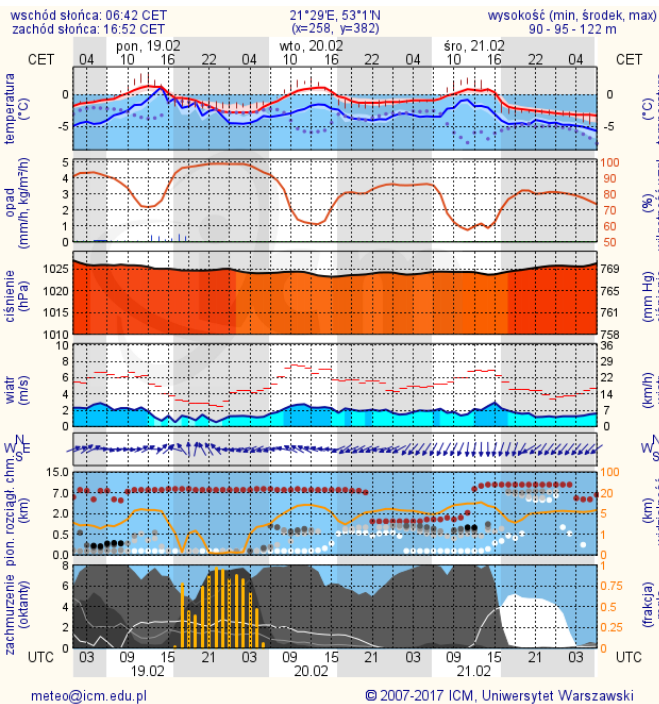 wschód słońca: 06:42 CET 21°29'E, 53°1'N wysokość (min, środek, max)
zachód słońca: 16:52 CET (x=258, y=382) 90 - 95 - 122 m
pon, 19.02 wto, 20.02 śro, 21.02
CET 04 10 16 22 04 10 16 22 04 10 16 22 04 CET
temperatura
(°C)
0
-5
0
-5
(°C)
opad
(mm/h, kg/m²/h)
5
4
3
2
1
0
100
90
80
70
60
50
(%)
ciśnienie
(hPa)
1025
1020
1015
1010
769
765
761
758
(mm Hg)
wiatr
(m/s)
10
8
6
4
2
0
36
29
22
14
7
0
(km/h)
N
W E
S
N
W
S
pion. rozciągł. chm.
(km)
15.0
7.0
2.0
0.5
0.0
100
20
5
1
0
(km)
zachmurzenie
(oktanty)
8
6
4
2
0
1
0.75
0.5
0.25
0
(frakcja)
UTC 03 09 15 21 03 09 15 21 03 09 15 21 03 UTC
19.02 20.02 21.02
meteo@icm.edu.pl © 2007-2017 ICM, Uniwersytet Warszawski